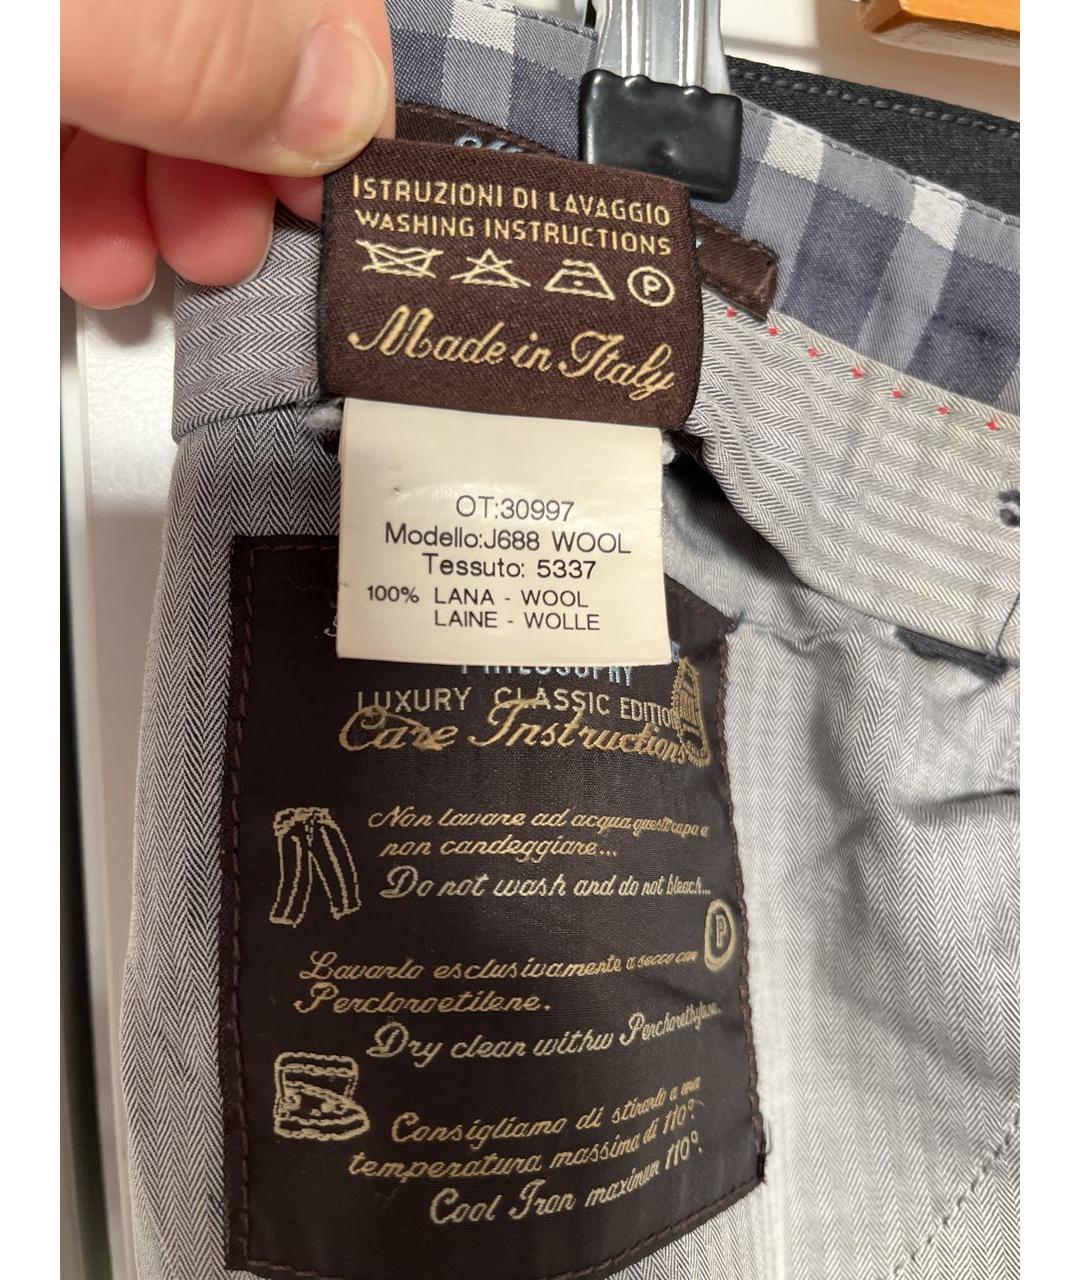 ISTRUZIONI DI LAVAGGIO
WASHING INSTRUCTIONS
P
Made in Italy
OT:30997
Modello:J688 WOOL
Tessuto: 5337
100% LANA - WOOL
LAINE - WOLLE
PHILOSOPHY
LUXURY CLASSIC EDITION
Care Instructions
Non lavare ad acqua questo capo e
non candeggiare...
Do not wash and do not bleach...
P
Lavarlo esclusivamente a secco con
Percloroetilene.
Dry clean withw Perchorethylene.
Consigliamo di stirarlo a una
temperatura massima di 110°.
Cool Iron maximum 110°.